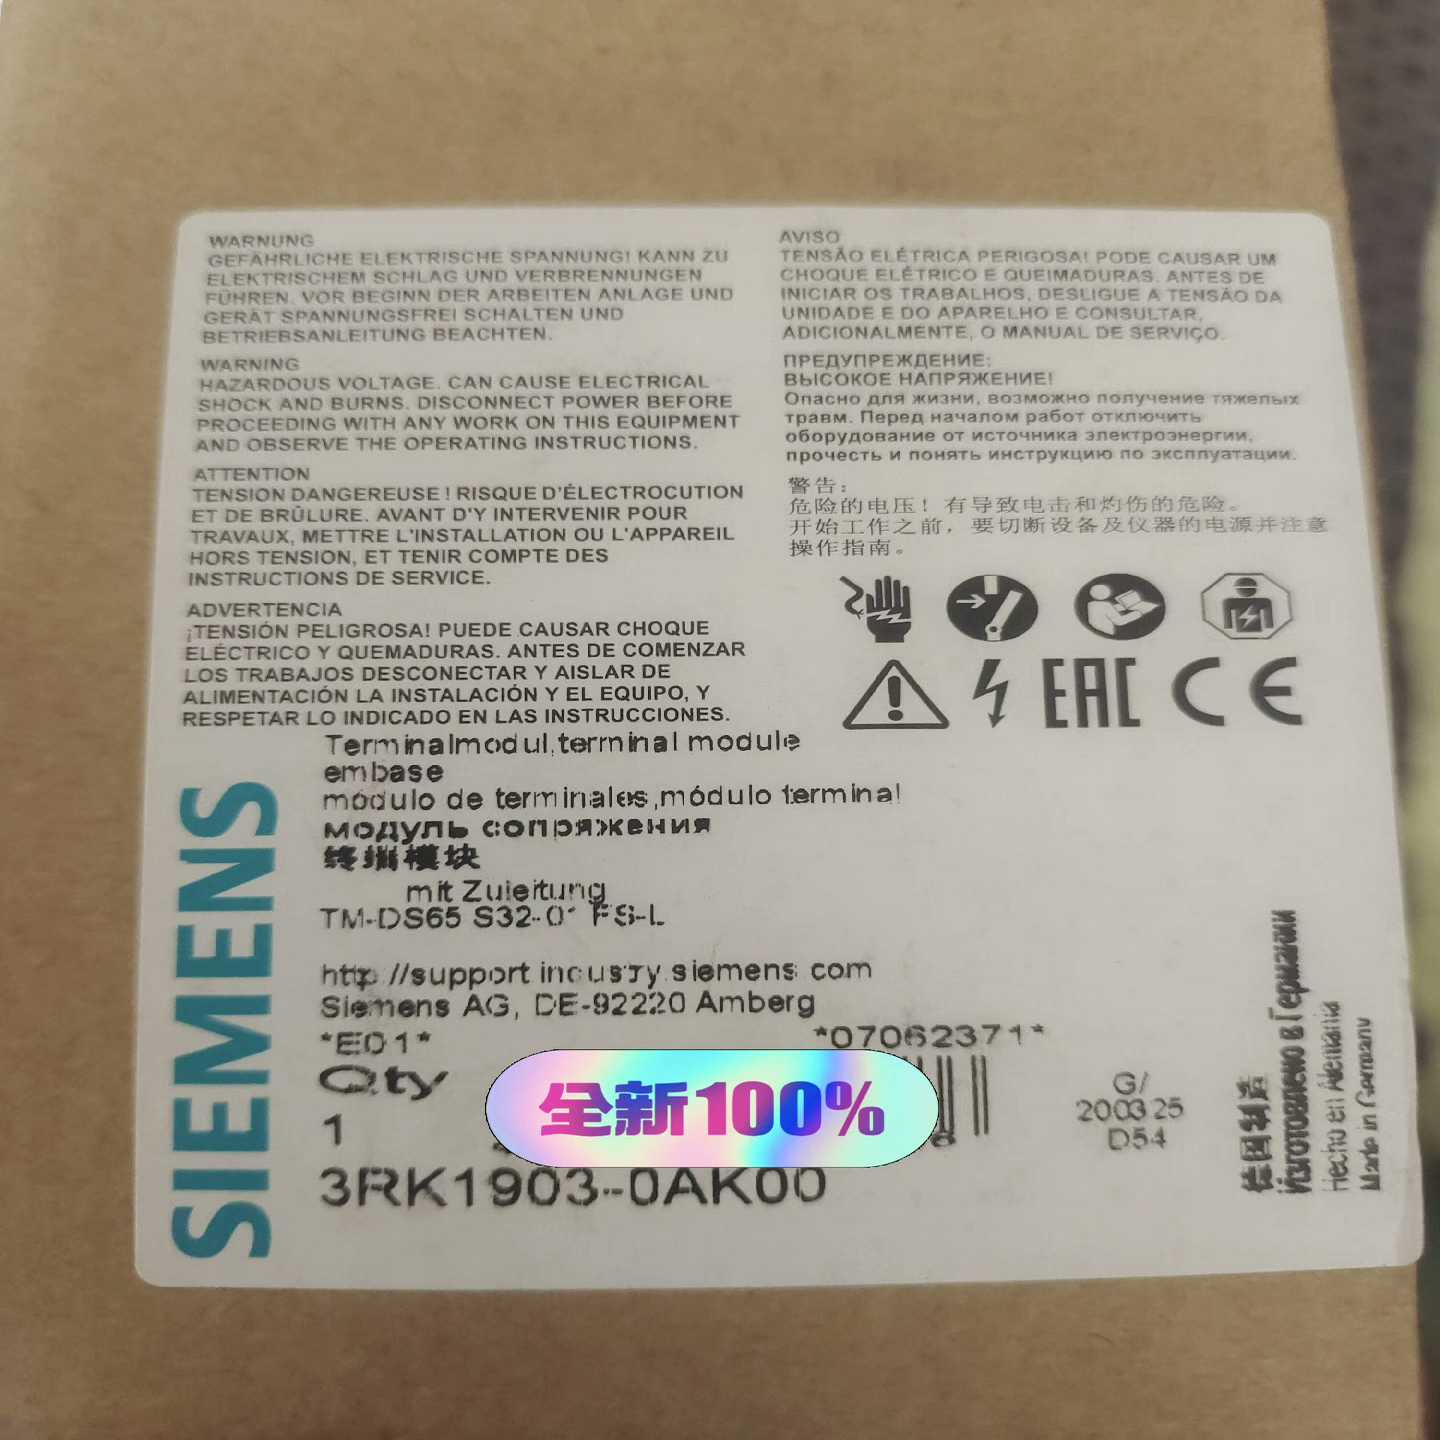 WARNUNG
GEFÄHRLICHE ELEKTRISCHE SPANNUNG! KANN ZU
ELEKTRISCHEM SCHLAG UND VERBRENNUNGEN
FÜHREN. VOR BEGINN DER ARBEITEN ANLAGE UND
GERÄT SPANNUNGSFREI SCHALTEN UND
BETRIEBSANLEITUNG BEACHTEN.
WARNING
HAZARDOUS VOLTAGE. CAN CAUSE ELECTRICAL
SHOCK AND BURNS. DISCONNECT POWER BEFORE
PROCEEDING WITH ANY WORK ON THIS EQUIPMENT
AND OBSERVE THE OPERATING INSTRUCTIONS.
ATTENTION
TENSION DANGEREUSE ! RISQUE D'ÉLECTROCUTION
ET DE BRÛLURE. AVANT D'Y INTERVENIR POUR
TRAVAUX, METTRE L'INSTALLATION OU L'APPAREIL
HORS TENSION, ET TENIR COMPTE DES
INSTRUCTIONS DE SERVICE.
ADVERTENCIA
¡TENSIÓN PELIGROSA! PUEDE CAUSAR CHOQUE
ELÉCTRICO Y QUEMADURAS. ANTES DE COMENZAR
LOS TRABAJOS DESCONECTAR Y AISLAR DE
ALIMENTACIÓN LA INSTALACIÓN Y EL EQUIPO, Y
RESPETAR LO INDICADO EN LAS INSTRUCCIONES.
AVISO
TENSÃO ELÉTRICA PERIGOSA! PODE CAUSAR UM
CHOQUE ELÉTRICO E QUEIMADURAS. ANTES DE
INICIAR OS TRABALHOS, DESLIGUE A TENSÃO DA
UNIDADE E DO APARELHO E CONSULTAR,
ADICIONALMENTE, O MANUAL DE SERVIÇO.
ПРЕДУПРЕЖДЕНИЕ:
ВЫСОКОЕ НАПРЯЖЕНИЕ!
Опасно для жизни, возможно получение тяжелых
травм. Перед началом работ отключить
оборудование от источника электроэнергии,
прочесть и понять инструкцию по эксплуатации.
警告:
危险的电压！有导致电击和灼伤的危险。
开始工作之前，要切断设备及仪器的电源并注意
操作指南。
EAC CE
SIEMENS
Terminalmodul,terminal module
embase
módulo de terminales,módulo terminal
модуль сопряжения
终端模块
mit Zuleitung
TM-DS65 S32-01 FS-L
http://support.industry.siemens.com
Siemens AG, DE-92220 Amberg
*E01*
*07062371*
Qty
1
全新100%
3RK1903-0AK00
G/
200325
D54
德国制造
Изготовлено в Германии
Hecho en Alemania
Made in Germany